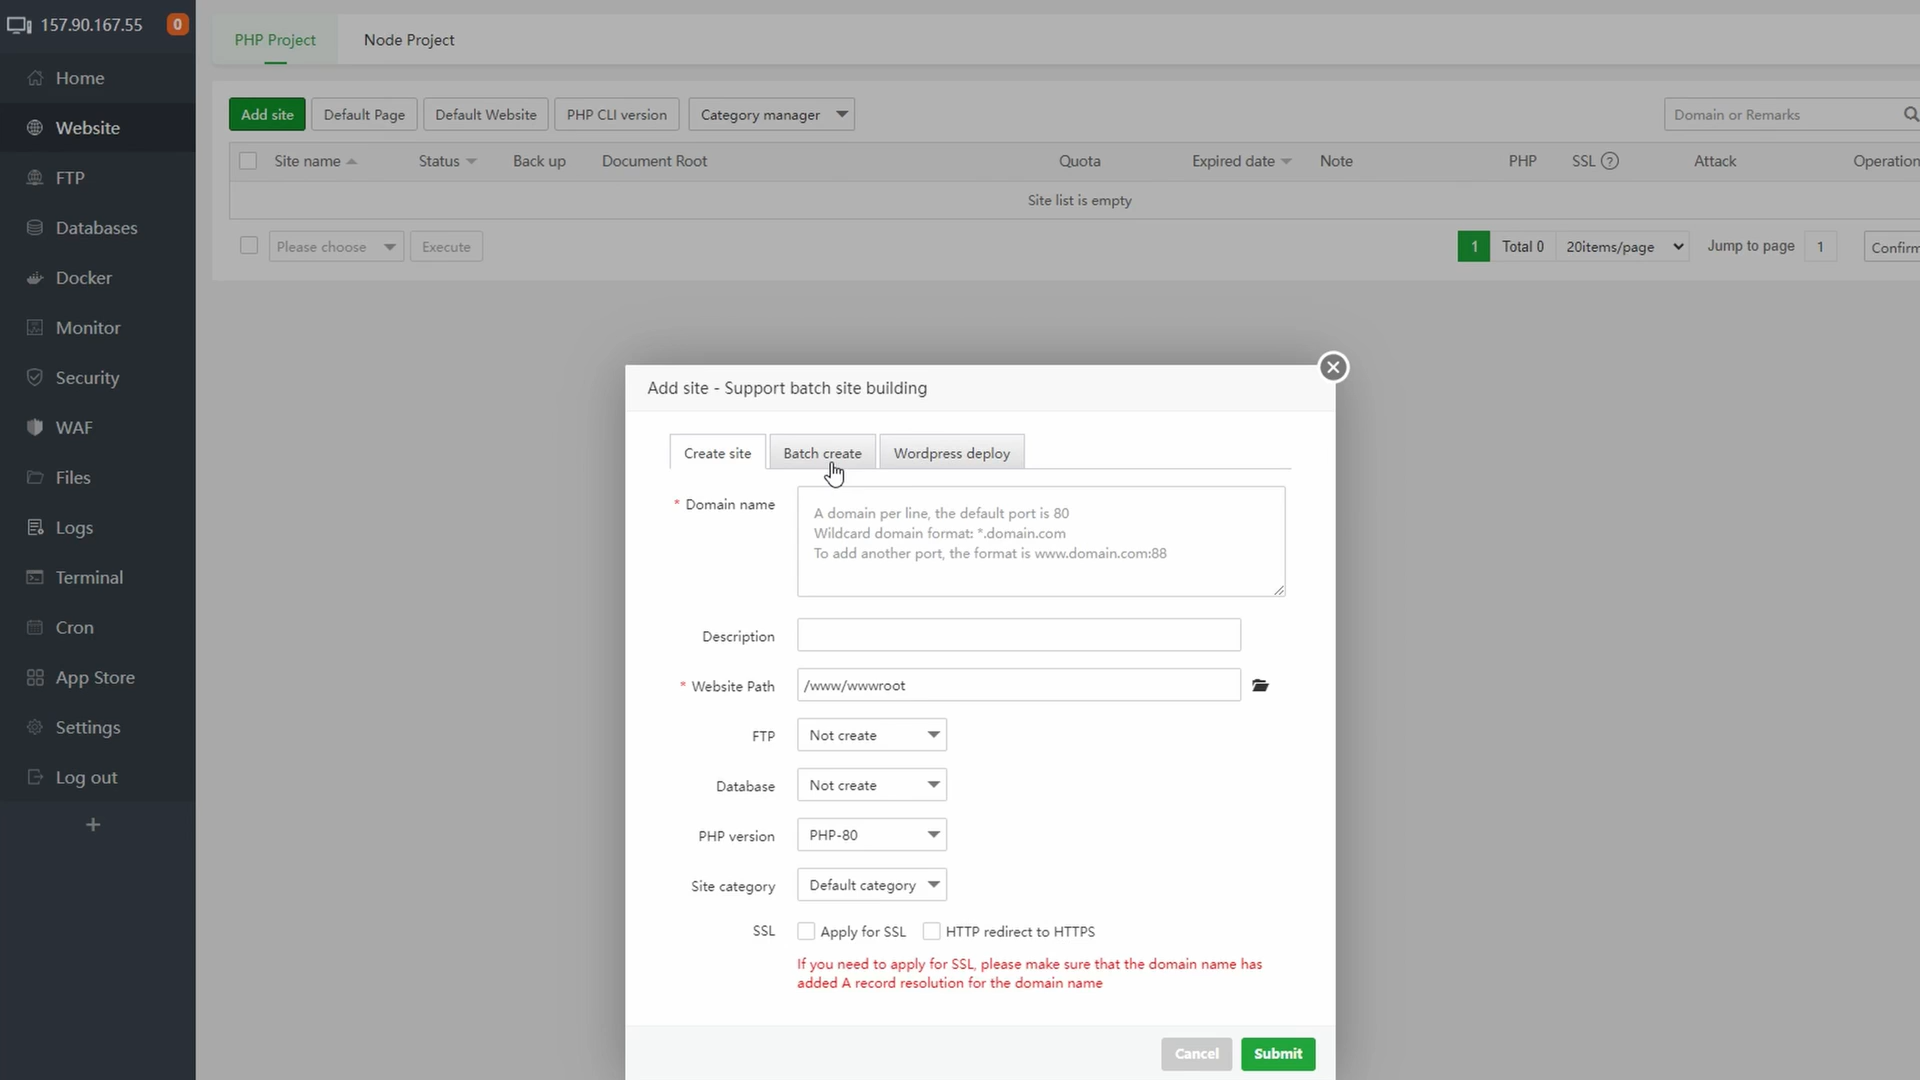 157.90.167.55
0
Home
Website
FTP
Databases
Docker
Monitor
Security
WAF
Files
Logs
Terminal
Cron
App Store
Settings
Log out
+
PHP Project Node Project
Add site Default Page Default Website PHP CLI version Category manager Domain or Remarks
Site name Status Back up Document Root Quota Expired date Note PHP SSL ? Attack Operation
Site list is empty
Please choose Execute 1 Total 0 20items/page Jump to page 1 Confirm
Add site - Support batch site building
Create site Batch create Wordpress deploy
* Domain name
A domain per line, the default port is 80
Wildcard domain format: *.domain.com
To add another port, the format is www.domain.com:88
Description
* Website Path /www/wwwroot
FTP Not create
Database Not create
PHP version PHP-80
Site category Default category
SSL Apply for SSL HTTP redirect to HTTPS
If you need to apply for SSL, please make sure that the domain name has
added A record resolution for the domain name
Cancel Submit